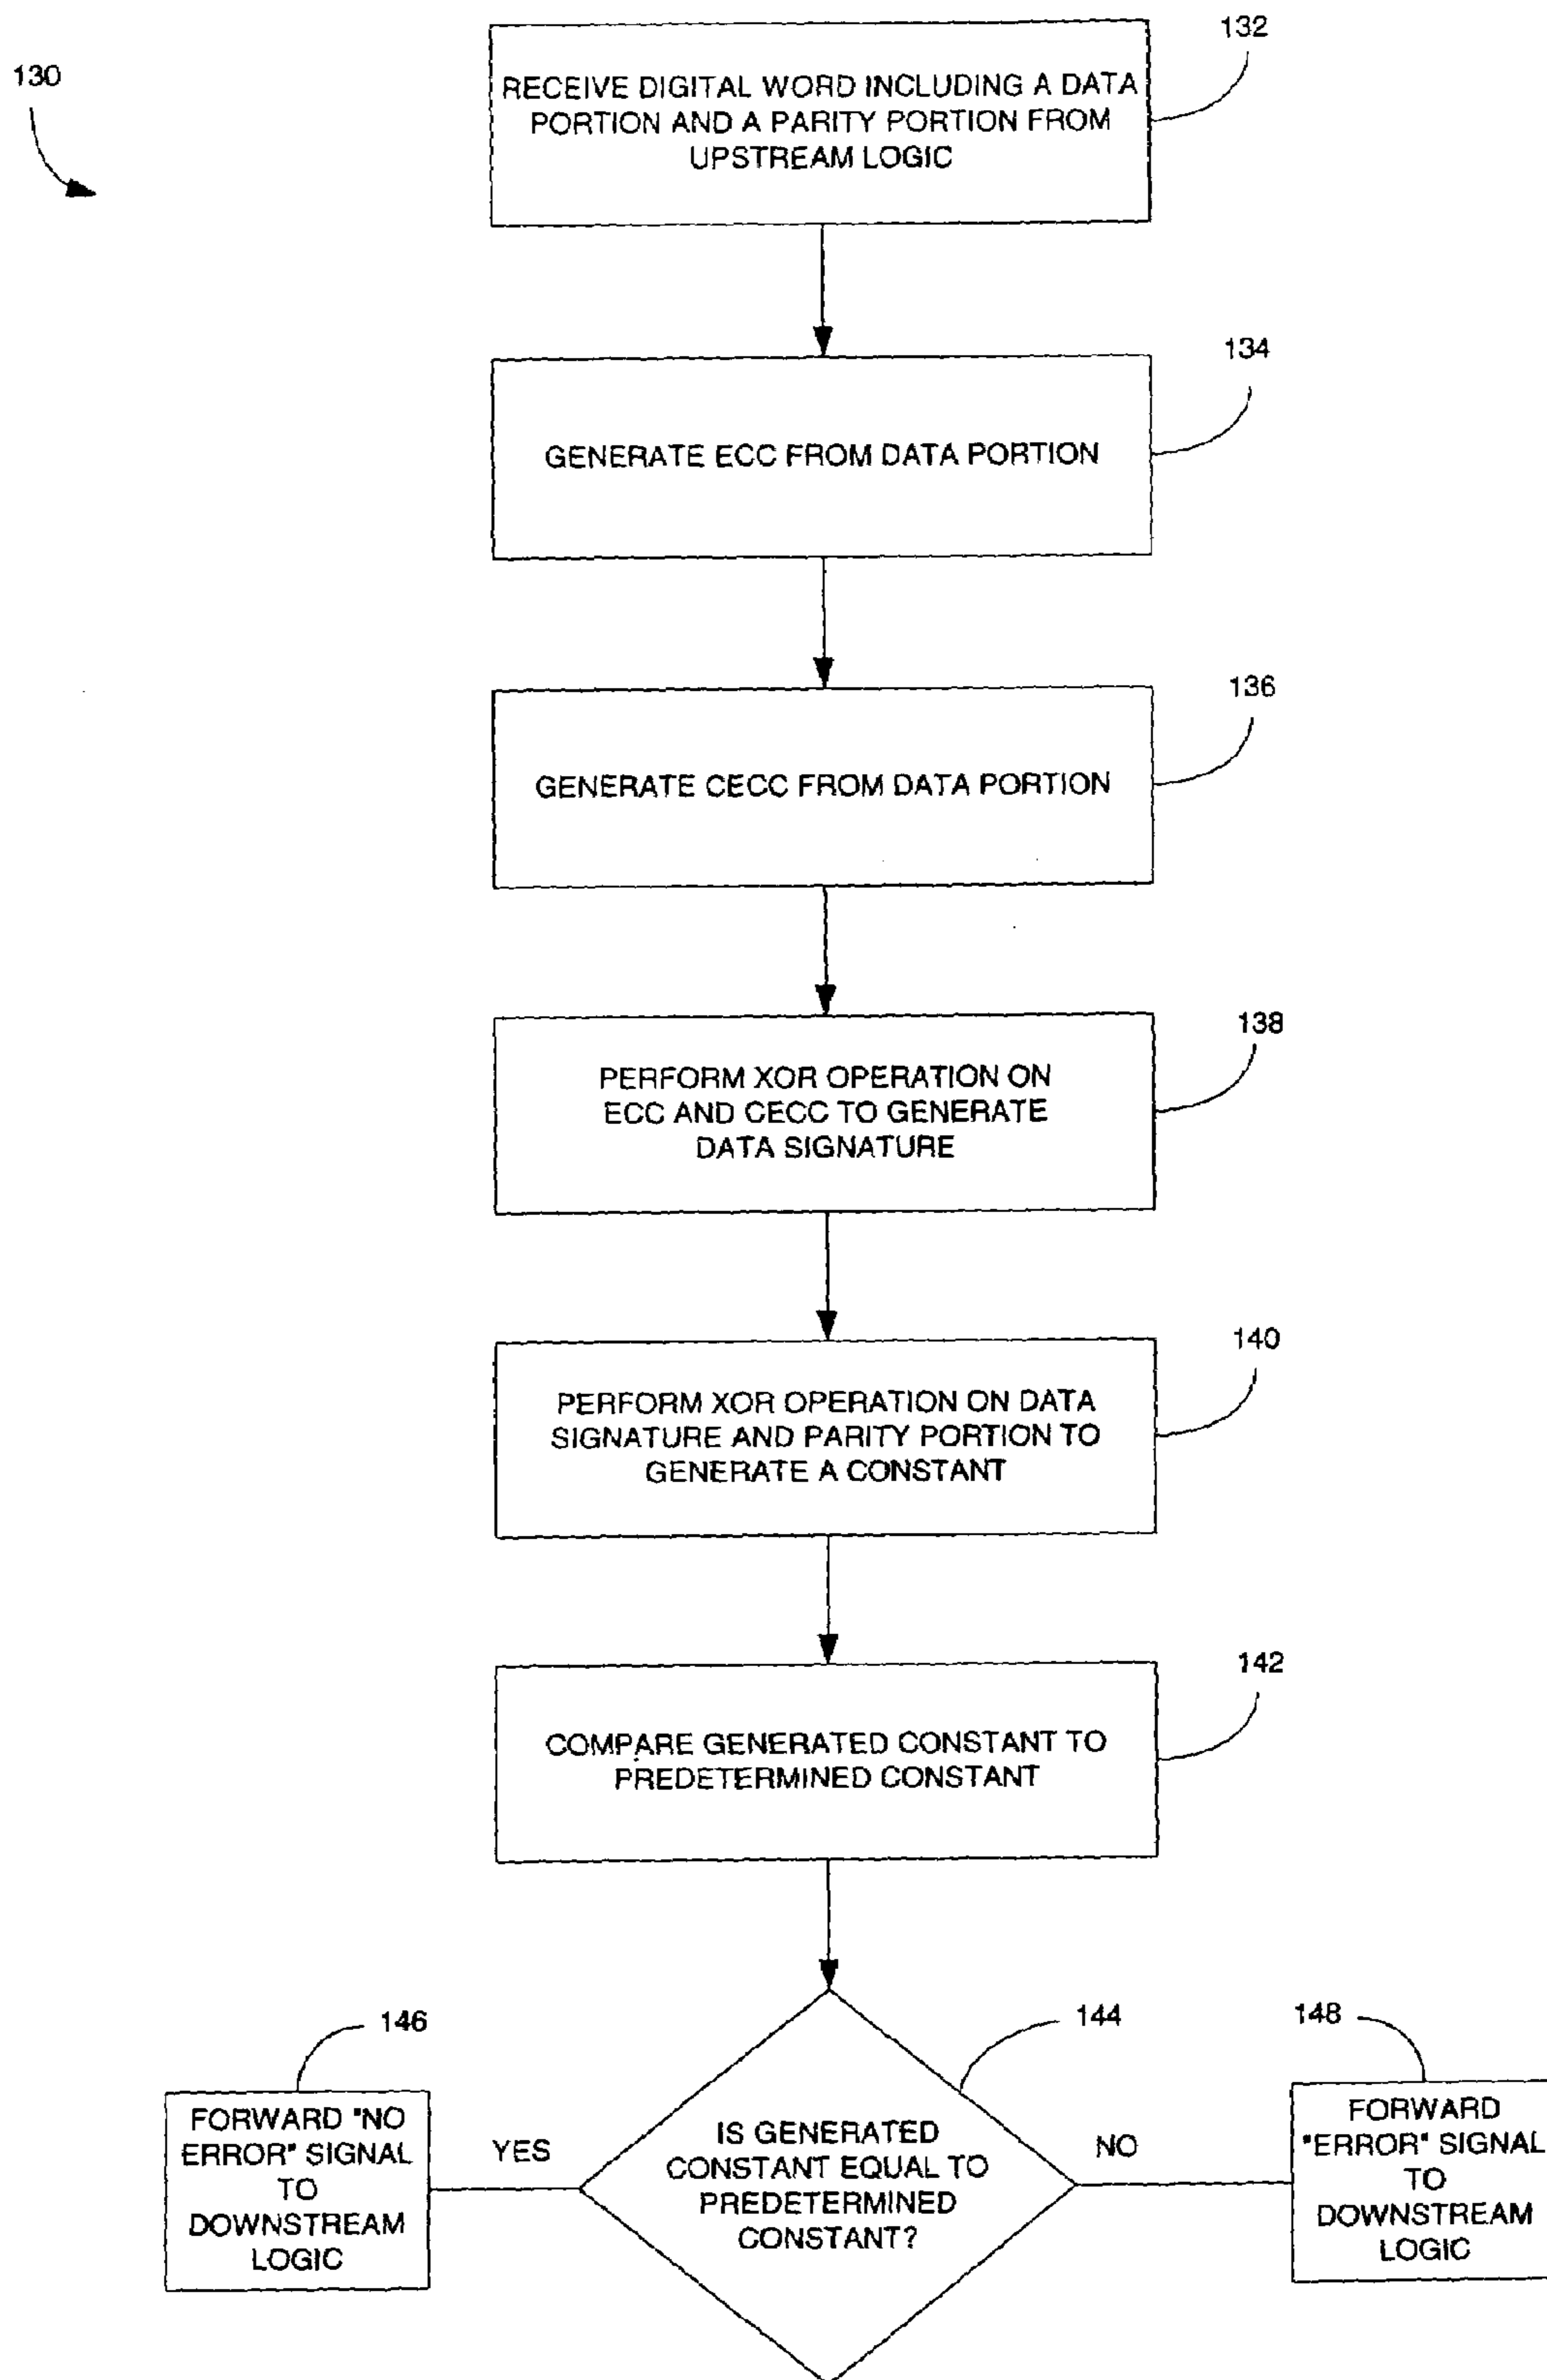 130
132
RECEIVE DIGITAL WORD INCLUDING A DATA
PORTION AND A PARITY PORTION FROM
UPSTREAM LOGIC
134
GENERATE ECC FROM DATA PORTION
136
GENERATE CECC FROM DATA PORTION
138
PERFORM XOR OPERATION ON
ECC AND CECC TO GENERATE
DATA SIGNATURE
140
PERFORM XOR OPERATION ON DATA
SIGNATURE AND PARITY PORTION TO
GENERATE A CONSTANT
142
COMPARE GENERATED CONSTANT TO
PREDETERMINED CONSTANT
146
144
148
FORWARD "NO
ERROR" SIGNAL
TO
DOWNSTREAM
LOGIC
YES
IS GENERATED
CONSTANT EQUAL TO
PREDETERMINED
CONSTANT?
NO
FORWARD
"ERROR" SIGNAL
TO
DOWNSTREAM
LOGIC